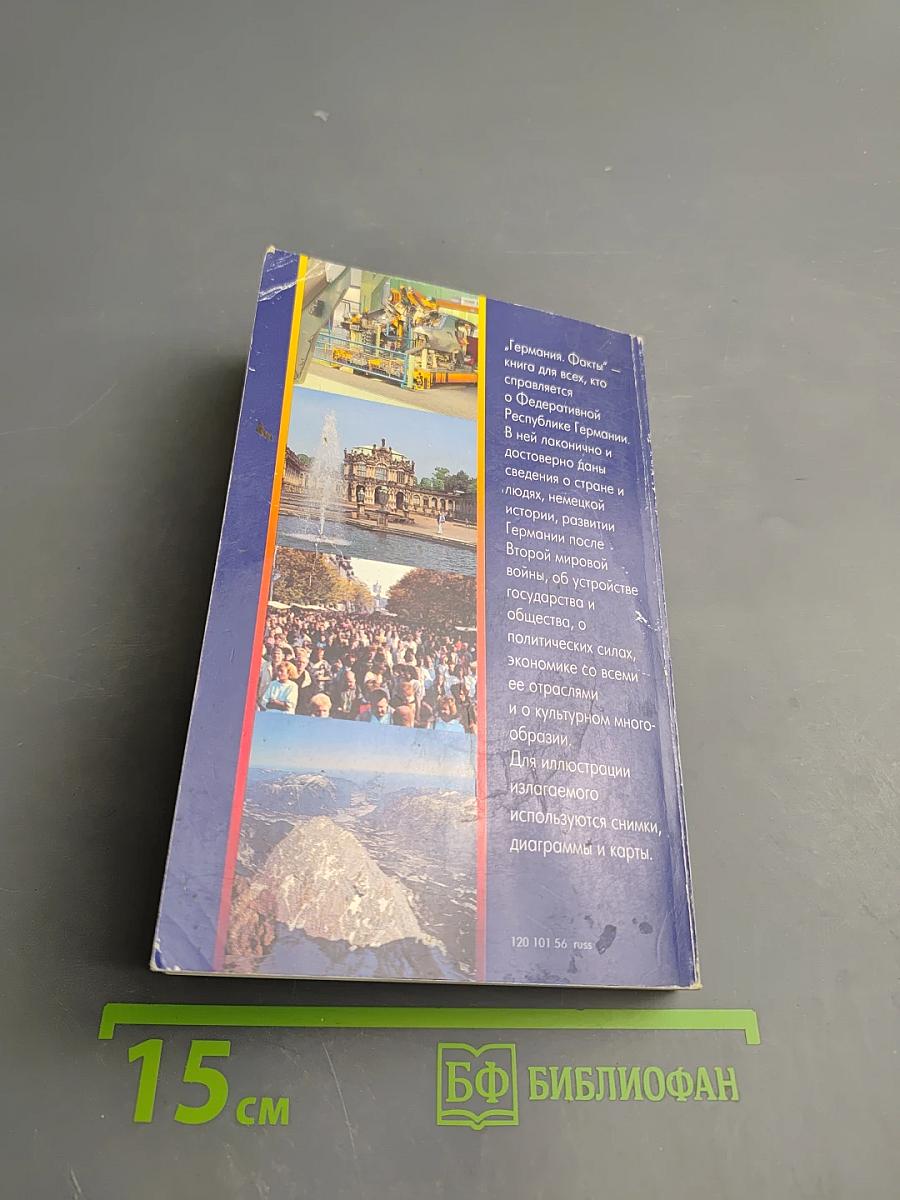 „Германия. Факты" —
книга для всех, кто
справляется
о Федеративной
Республике Германии.
В ней лаконично и
достоверно даны
сведения о стране и
людях, немецкой
истории, развитии
Германии после
Второй мировой
войны, об устройстве
государства и
общества, о
политических силах,
экономике со всеми
ее отраслями
и о культурном много-
образии.
Для иллюстрации
излагаемого
используются снимки,
диаграммы и карты.
120 101 56 russ
15 см
БФ БИБЛИОФАН